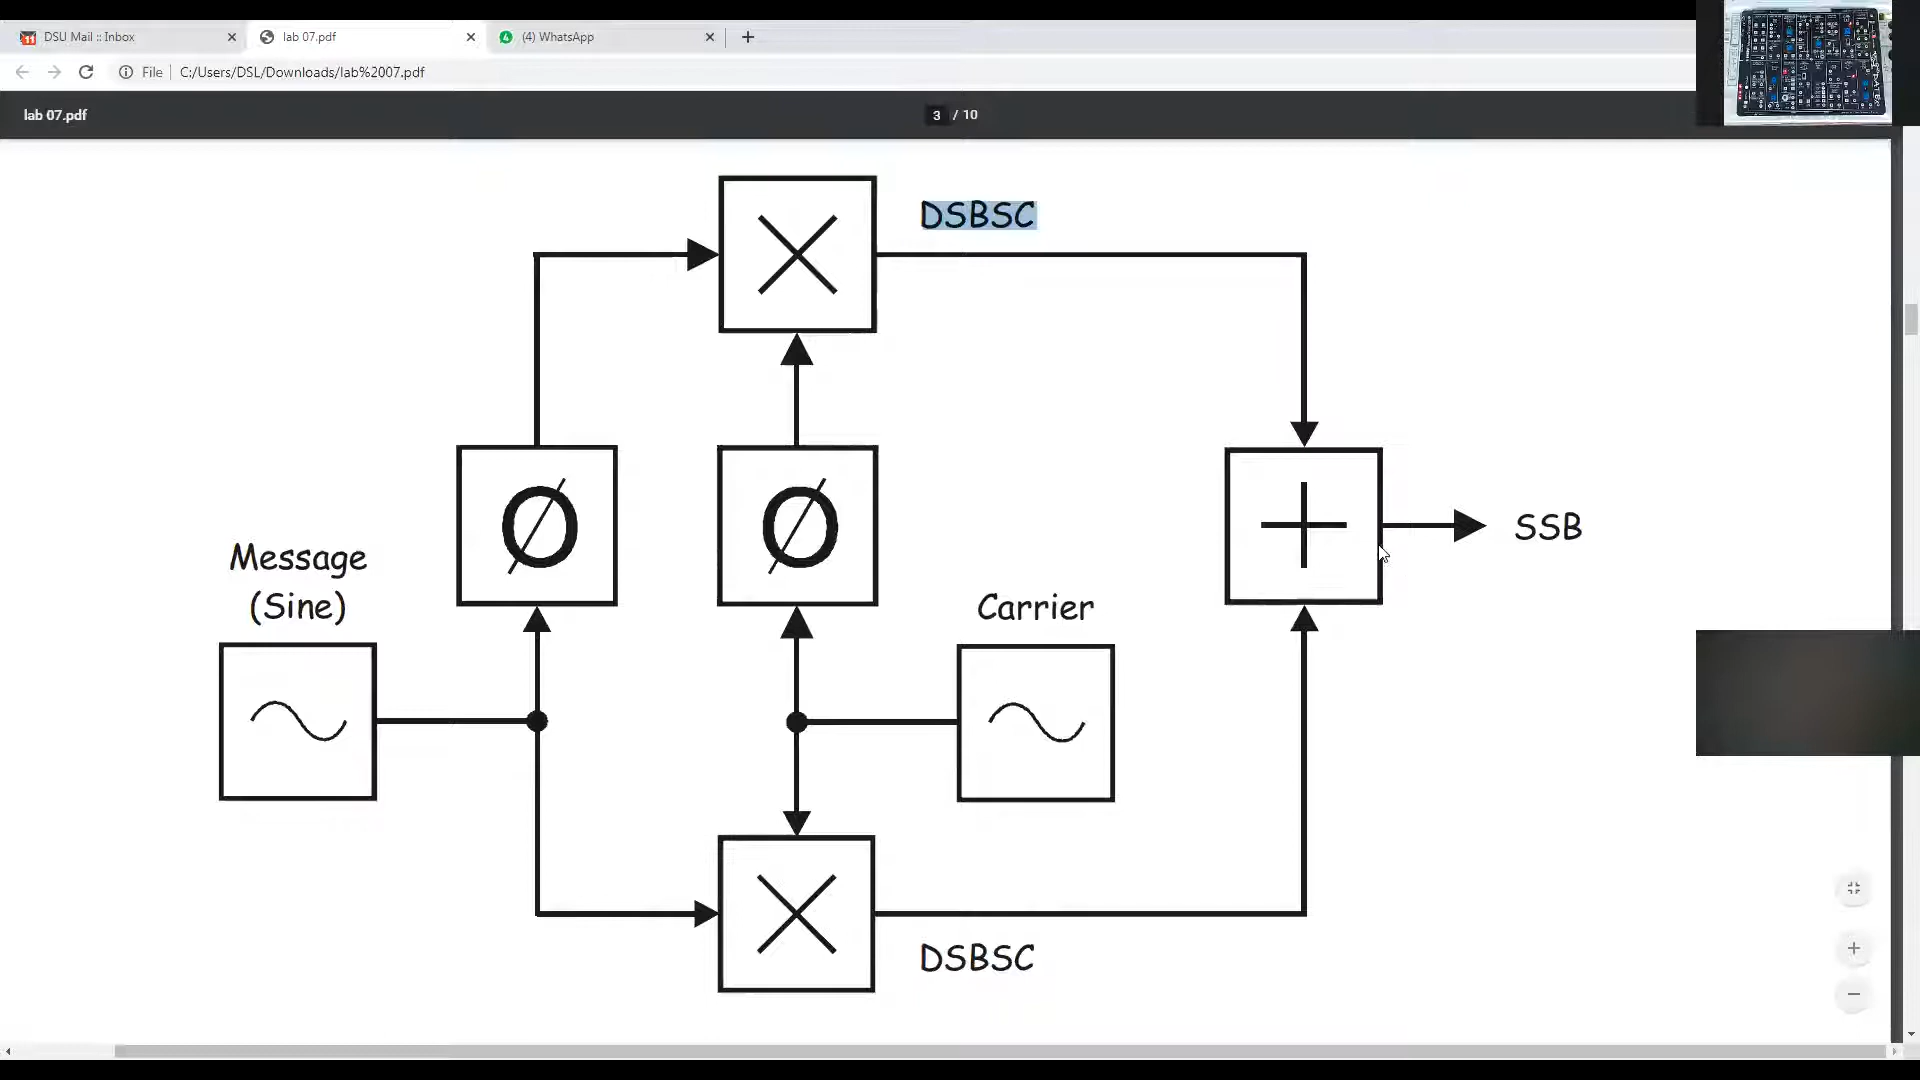 DSU Mail :: Inbox
lab 07.pdf
4
(4) WhatsApp
File
C:/Users/DSL/Downloads/lab%2007.pdf
lab 07.pdf
3 / 10
DSBSC
Ø
Ø
SSB
Message
(Sine)
Carrier
DSBSC